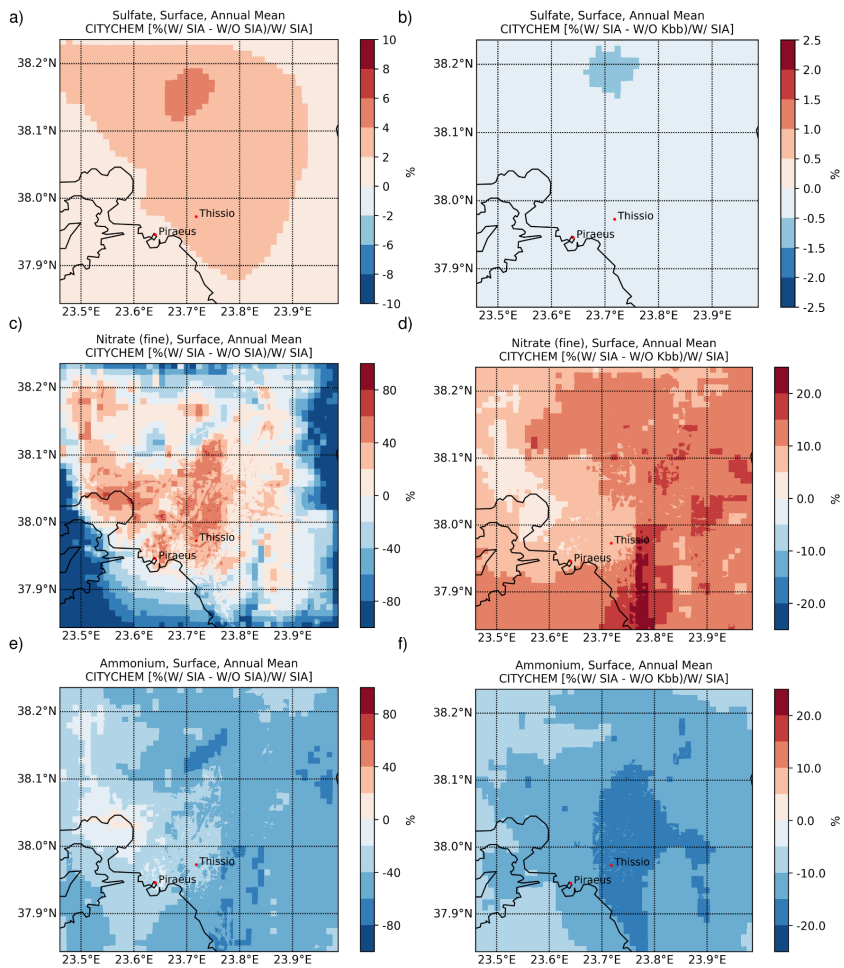 a)
Sulfate, Surface, Annual Mean
CITYCHEM [%(W/ SIA - W/O SIA)/W/ SIA]
38.2°N
38.1°N
38.0°N
37.9°N
23.5°E 23.6°E 23.7°E 23.8°E 23.9°E
Thissio
Piraeus
10
8
6
4
2
0
-2
-4
-6
-8
-10
%
b)
Sulfate, Surface, Annual Mean
CITYCHEM [%(W/ SIA - W/O Kbb)/W/ SIA]
38.2°N
38.1°N
38.0°N
37.9°N
23.5°E 23.6°E 23.7°E 23.8°E 23.9°E
Thissio
Piraeus
2.5
2.0
1.5
1.0
0.5
0.0
-0.5
-1.0
-1.5
-2.0
-2.5
%
c)
Nitrate (fine), Surface, Annual Mean
CITYCHEM [%(W/ SIA - W/O SIA)/W/ SIA]
38.2°N
38.1°N
38.0°N
37.9°N
23.5°E 23.6°E 23.7°E 23.8°E 23.9°E
Thissio
Piraeus
80
40
0
-40
-80
%
d)
Nitrate (fine), Surface, Annual Mean
CITYCHEM [%(W/ SIA - W/O Kbb)/W/ SIA]
38.2°N
38.1°N
38.0°N
37.9°N
23.5°E 23.6°E 23.7°E 23.8°E 23.9°E
Thissio
Piraeus
20.0
10.0
0.0
-10.0
-20.0
%
e)
Ammonium, Surface, Annual Mean
CITYCHEM [%(W/ SIA - W/O SIA)/W/ SIA]
38.2°N
38.1°N
38.0°N
37.9°N
23.5°E 23.6°E 23.7°E 23.8°E 23.9°E
Thissio
Piraeus
80
40
0
-40
-80
%
f)
Ammonium, Surface, Annual Mean
CITYCHEM [%(W/ SIA - W/O Kbb)/W/ SIA]
38.2°N
38.1°N
38.0°N
37.9°N
23.5°E 23.6°E 23.7°E 23.8°E 23.9°E
Thissio
Piraeus
20.0
10.0
0.0
-10.0
-20.0
%